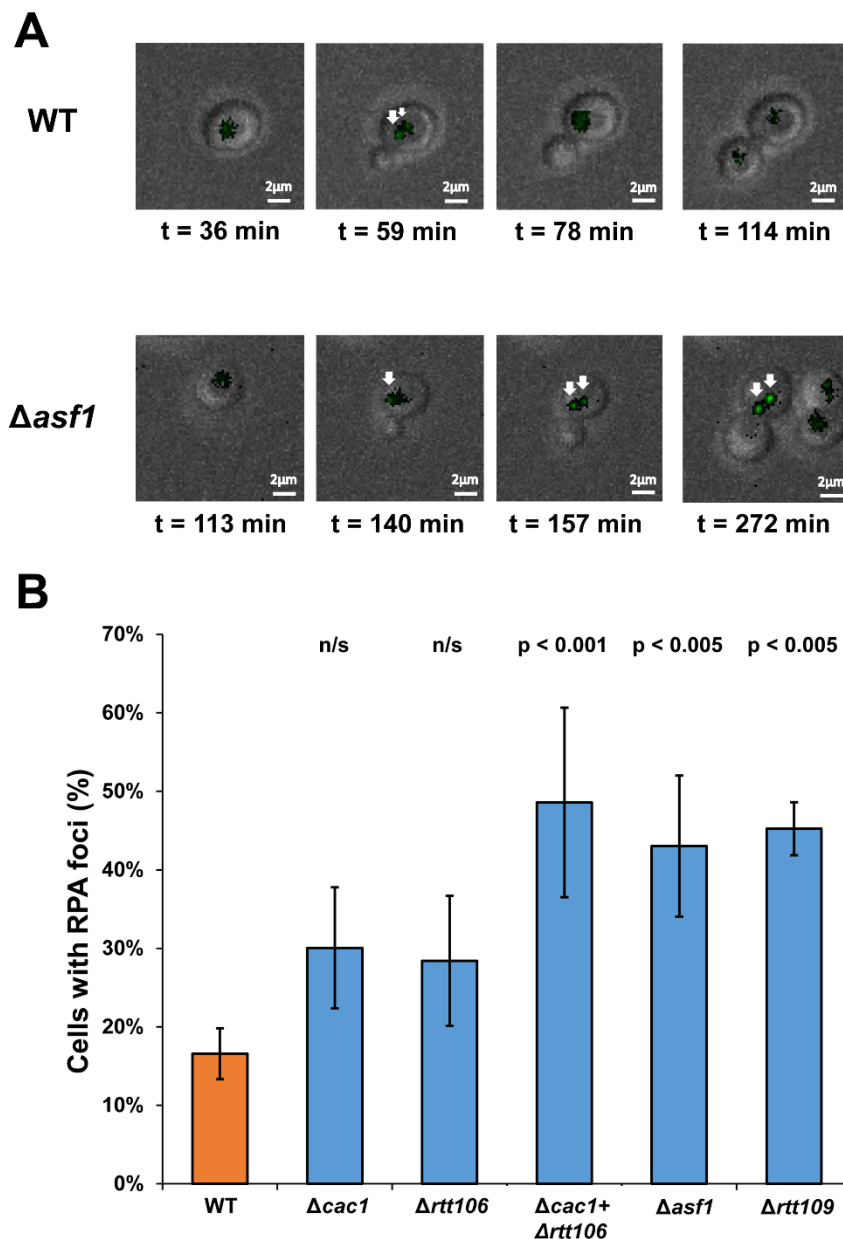 A
WT
2μm
2μm
2μm
2μm
t = 36 min
t = 59 min
t = 78 min
t = 114 min
Δasf1
2μm
2μm
2μm
2μm
t = 113 min
t = 140 min
t = 157 min
t = 272 min
B
Cells with RPA foci (%)
70%
60%
50%
40%
30%
20%
10%
0%
n/s
n/s
p < 0.001
p < 0.005
p < 0.005
WT
Δcac1
Δrtt106
Δcac1+
Δrtt106
Δasf1
Δrtt109